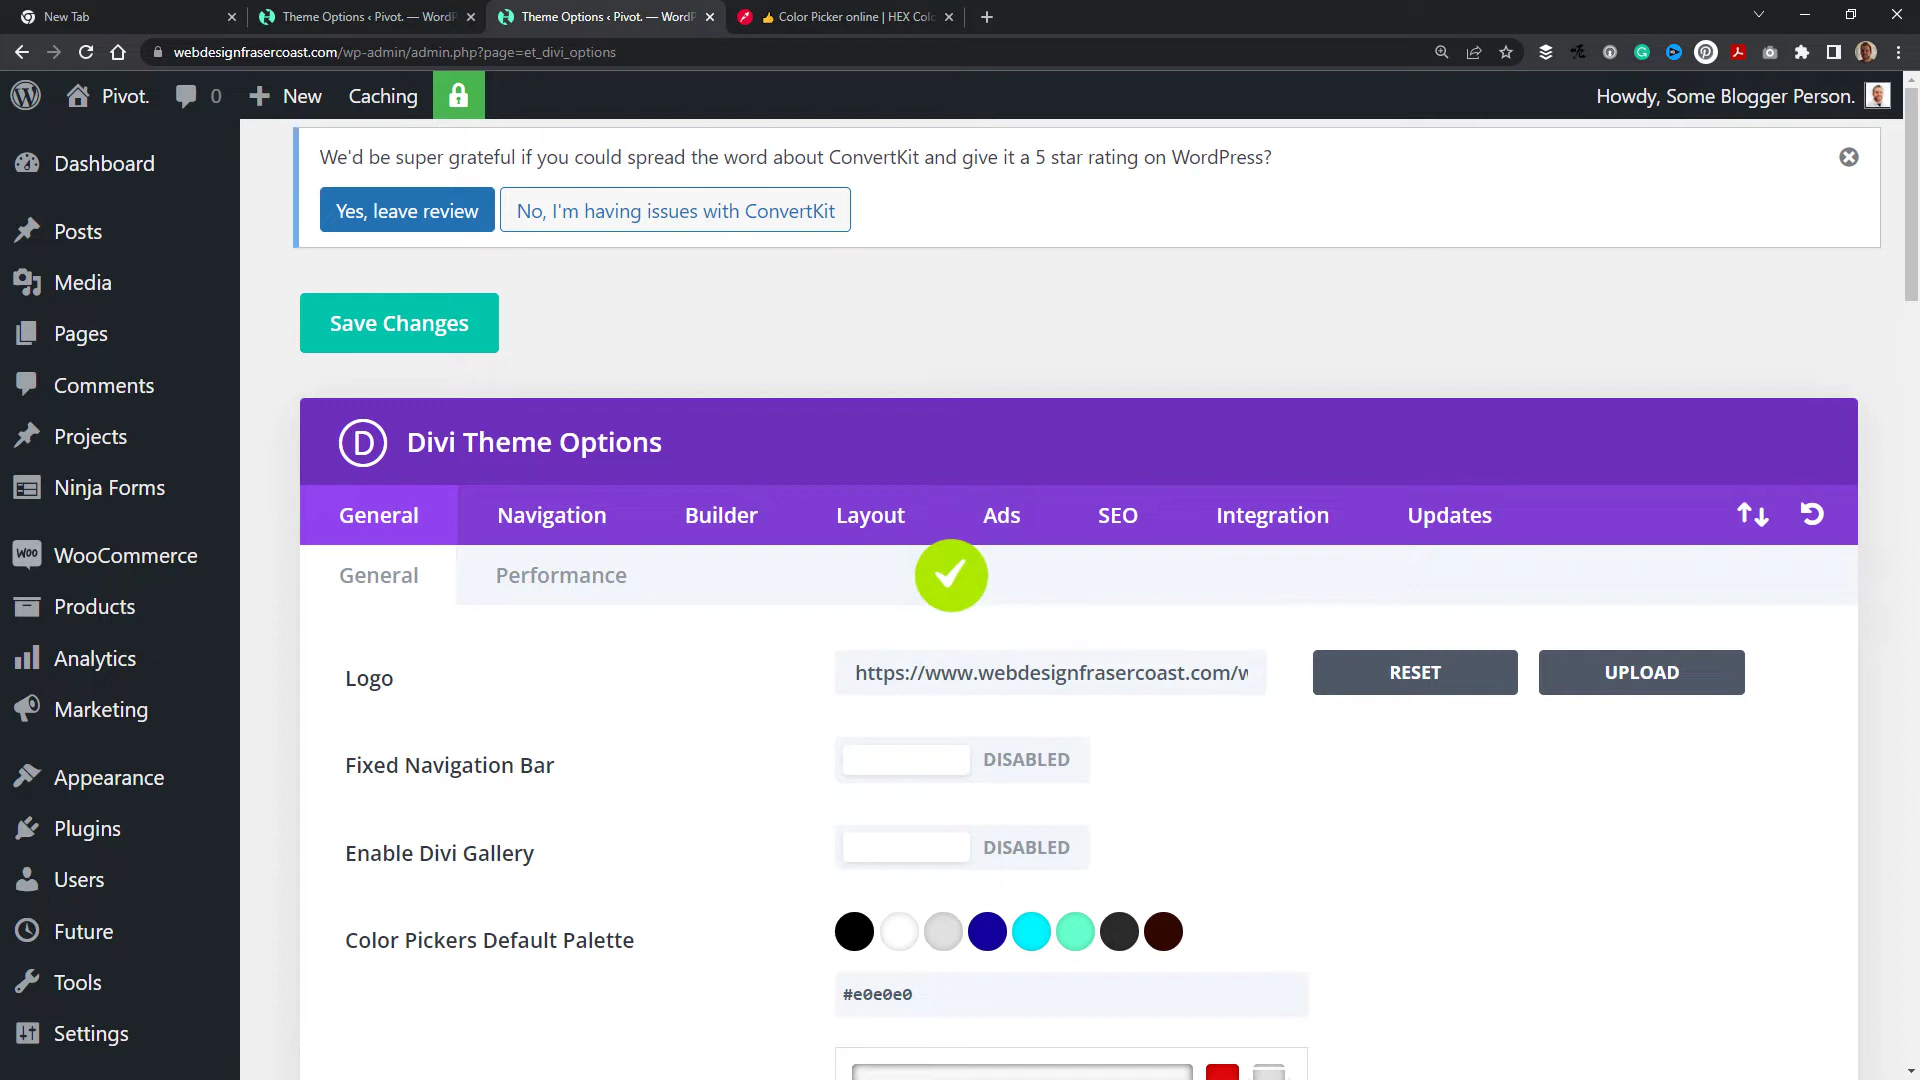 New Tab
Theme Options ‹ Pivot. — WordP
Theme Options ‹ Pivot. — WordP
👍 Color Picker online | HEX Colo
webdesignfrasercoast.com/wp-admin/admin.php?page=et_divi_options
Pivot.
0
New
Caching
Howdy, Some Blogger Person.
Dashboard
Posts
Media
Pages
Comments
Projects
Ninja Forms
Woo
WooCommerce
Products
Analytics
Marketing
Appearance
Plugins
Users
Future
Tools
Settings
We'd be super grateful if you could spread the word about ConvertKit and give it a 5 star rating on WordPress?
Yes, leave review
No, I'm having issues with ConvertKit
Save Changes
D Divi Theme Options
General
Navigation
Builder
Layout
Ads
SEO
Integration
Updates
General
Performance
Logo
https://www.webdesignfrasercoast.com/w
RESET
UPLOAD
Fixed Navigation Bar
DISABLED
Enable Divi Gallery
DISABLED
Color Pickers Default Palette
#e0e0e0